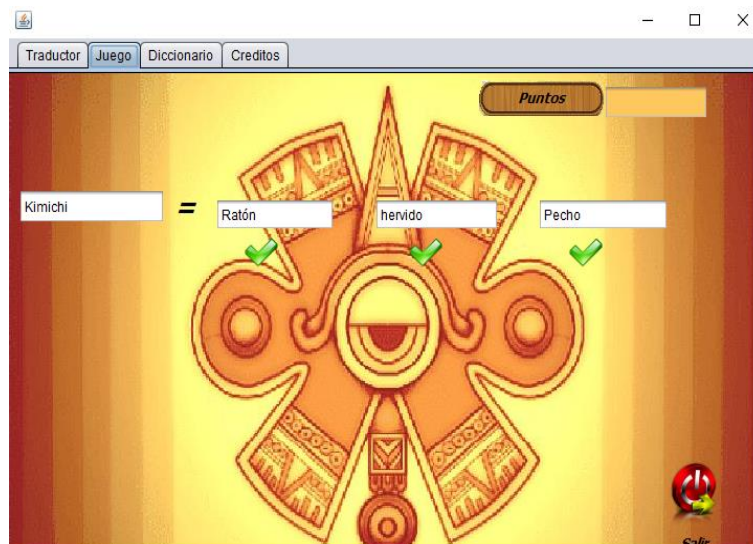 Traductor Juego Diccionario Creditos
Puntos
Kimichi = Ratón hervido Pecho
Salir